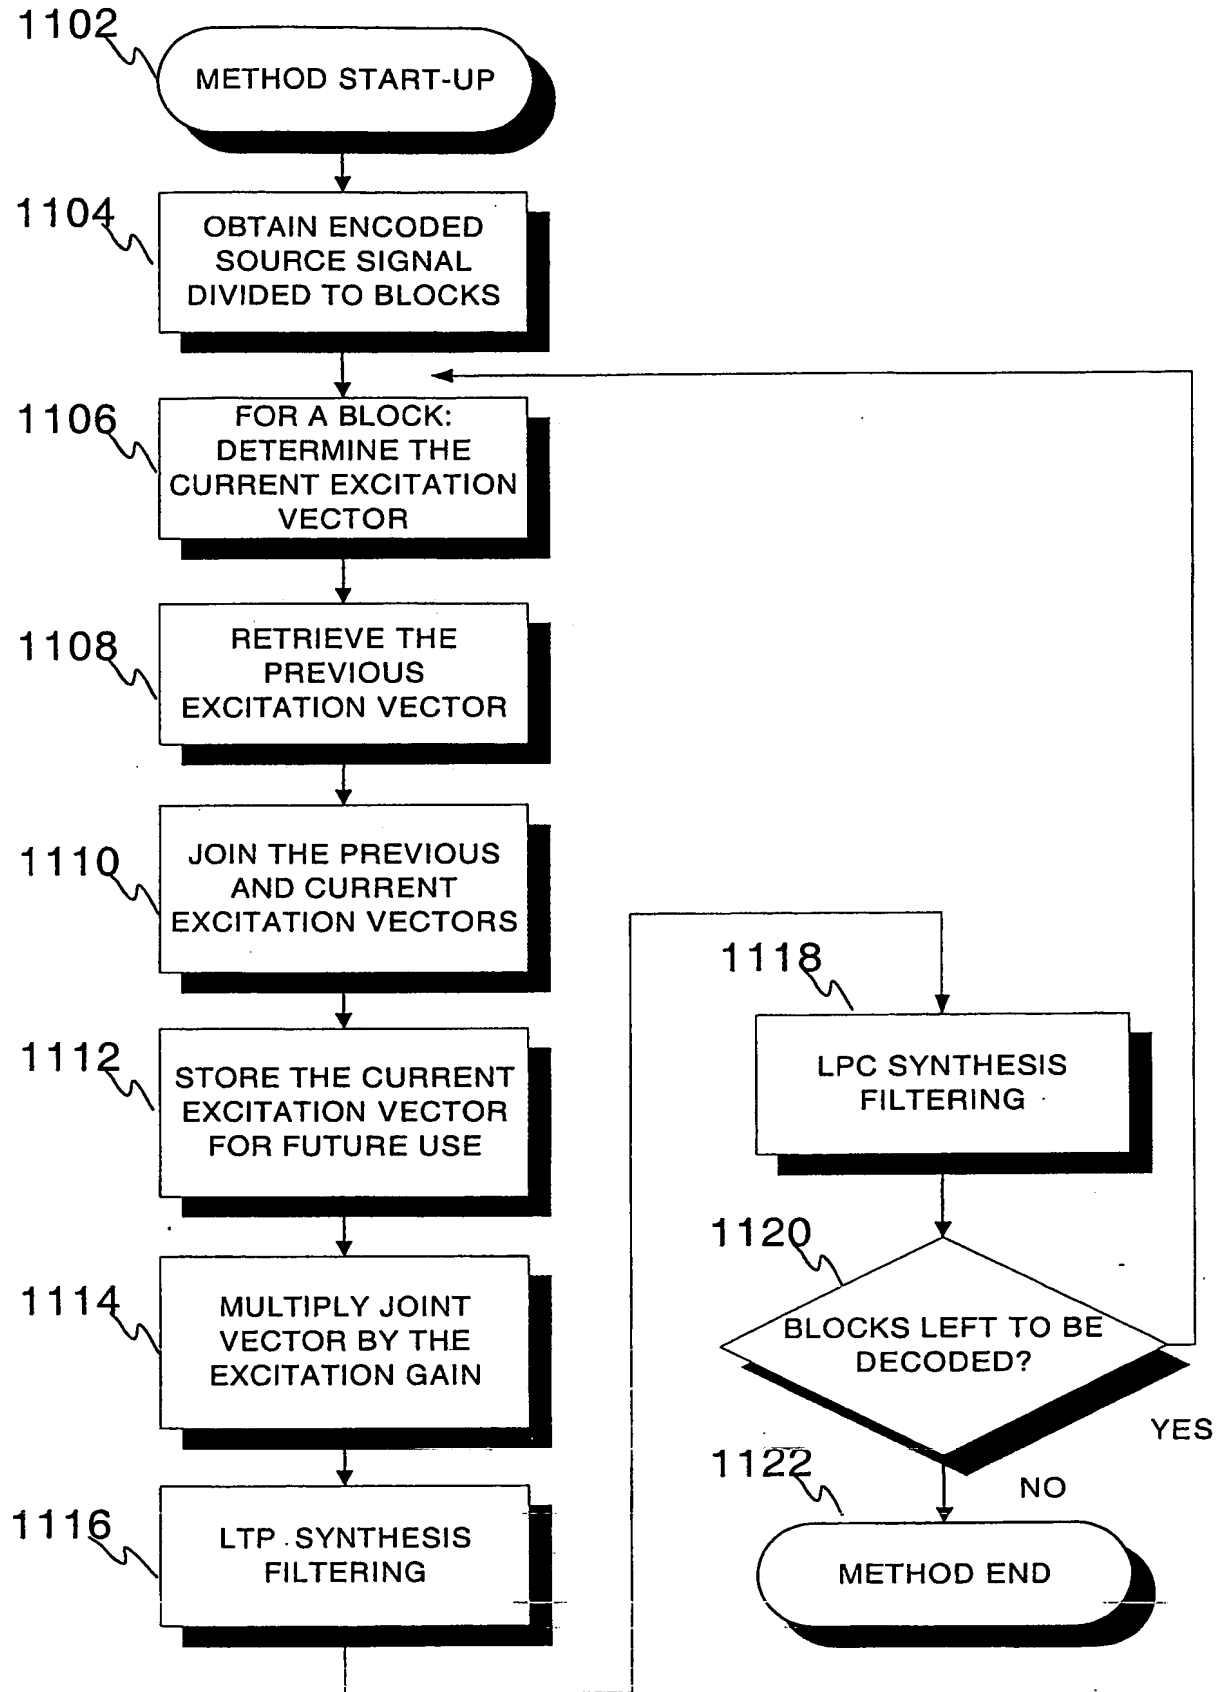 1102
METHOD START-UP
1104
OBTAIN ENCODED
SOURCE SIGNAL
DIVIDED TO BLOCKS
1106
FOR A BLOCK:
DETERMINE THE
CURRENT EXCITATION
VECTOR
1108
RETRIEVE THE
PREVIOUS
EXCITATION VECTOR
1110
JOIN THE PREVIOUS
AND CURRENT
EXCITATION VECTORS
1112
STORE THE CURRENT
EXCITATION VECTOR
FOR FUTURE USE
1114
MULTIPLY JOINT
VECTOR BY THE
EXCITATION GAIN
1116
LTP SYNTHESIS
FILTERING
1118
LPC SYNTHESIS
FILTERING
1120
BLOCKS LEFT TO BE
DECODED?
YES
NO
1122
METHOD END